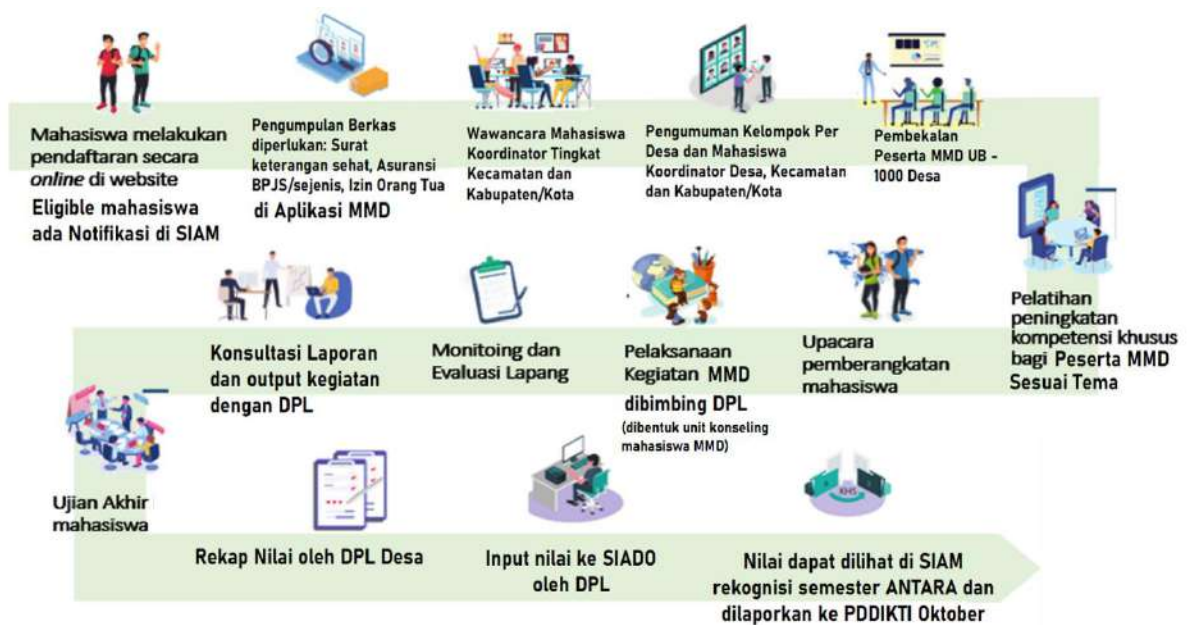 Mahasiswa melakukan
pendaftaran secara
online di website
Eligible mahasiswa
ada Notifikasi di SIAM
Pengumpulan Berkas
diperlukan: Surat
keterangan sehat, Asuransi
BPJS/sejenis, Izin Orang Tua
di Aplikasi MMD
Wawancara Mahasiswa
Koordinator Tingkat
Kecamatan dan
Kabupaten/Kota
Pengumuman Kelompok Per
Desa dan Mahasiswa
Koordinator Desa, Kecamatan
dan Kabupaten/Kota
Pembekalan
Peserta MMD UB -
1000 Desa
Pelatihan
peningkatan
kompetensi khusus
bagi Peserta MMD
Sesuai Tema
Upacara
pemberangkatan
mahasiswa
Pelaksanaan
Kegiatan MMD
dibimbing DPL
(dibentuk unit konseling
mahasiswa MMD)
Monitoing dan
Evaluasi Lapang
Konsultasi Laporan
dan output kegiatan
dengan DPL
Ujian Akhir
mahasiswa
Rekap Nilai oleh DPL Desa
Input nilai ke SIADO
oleh DPL
KHS
Nilai dapat dilihat di SIAM
rekognisi semester ANTARA dan
dilaporkan ke PDDIKTI Oktober